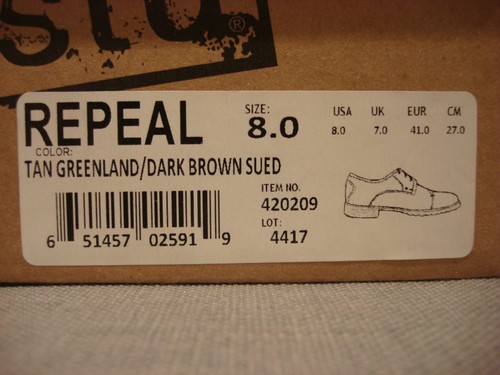 ®
REPEAL
COLOR:
TAN GREENLAND/DARK BROWN SUED
SIZE:
8.0
USA UK EUR CM
8.0 7.0 41.0 27.0
ITEM NO.
420209
LOT:
4417
6 51457 02591 9